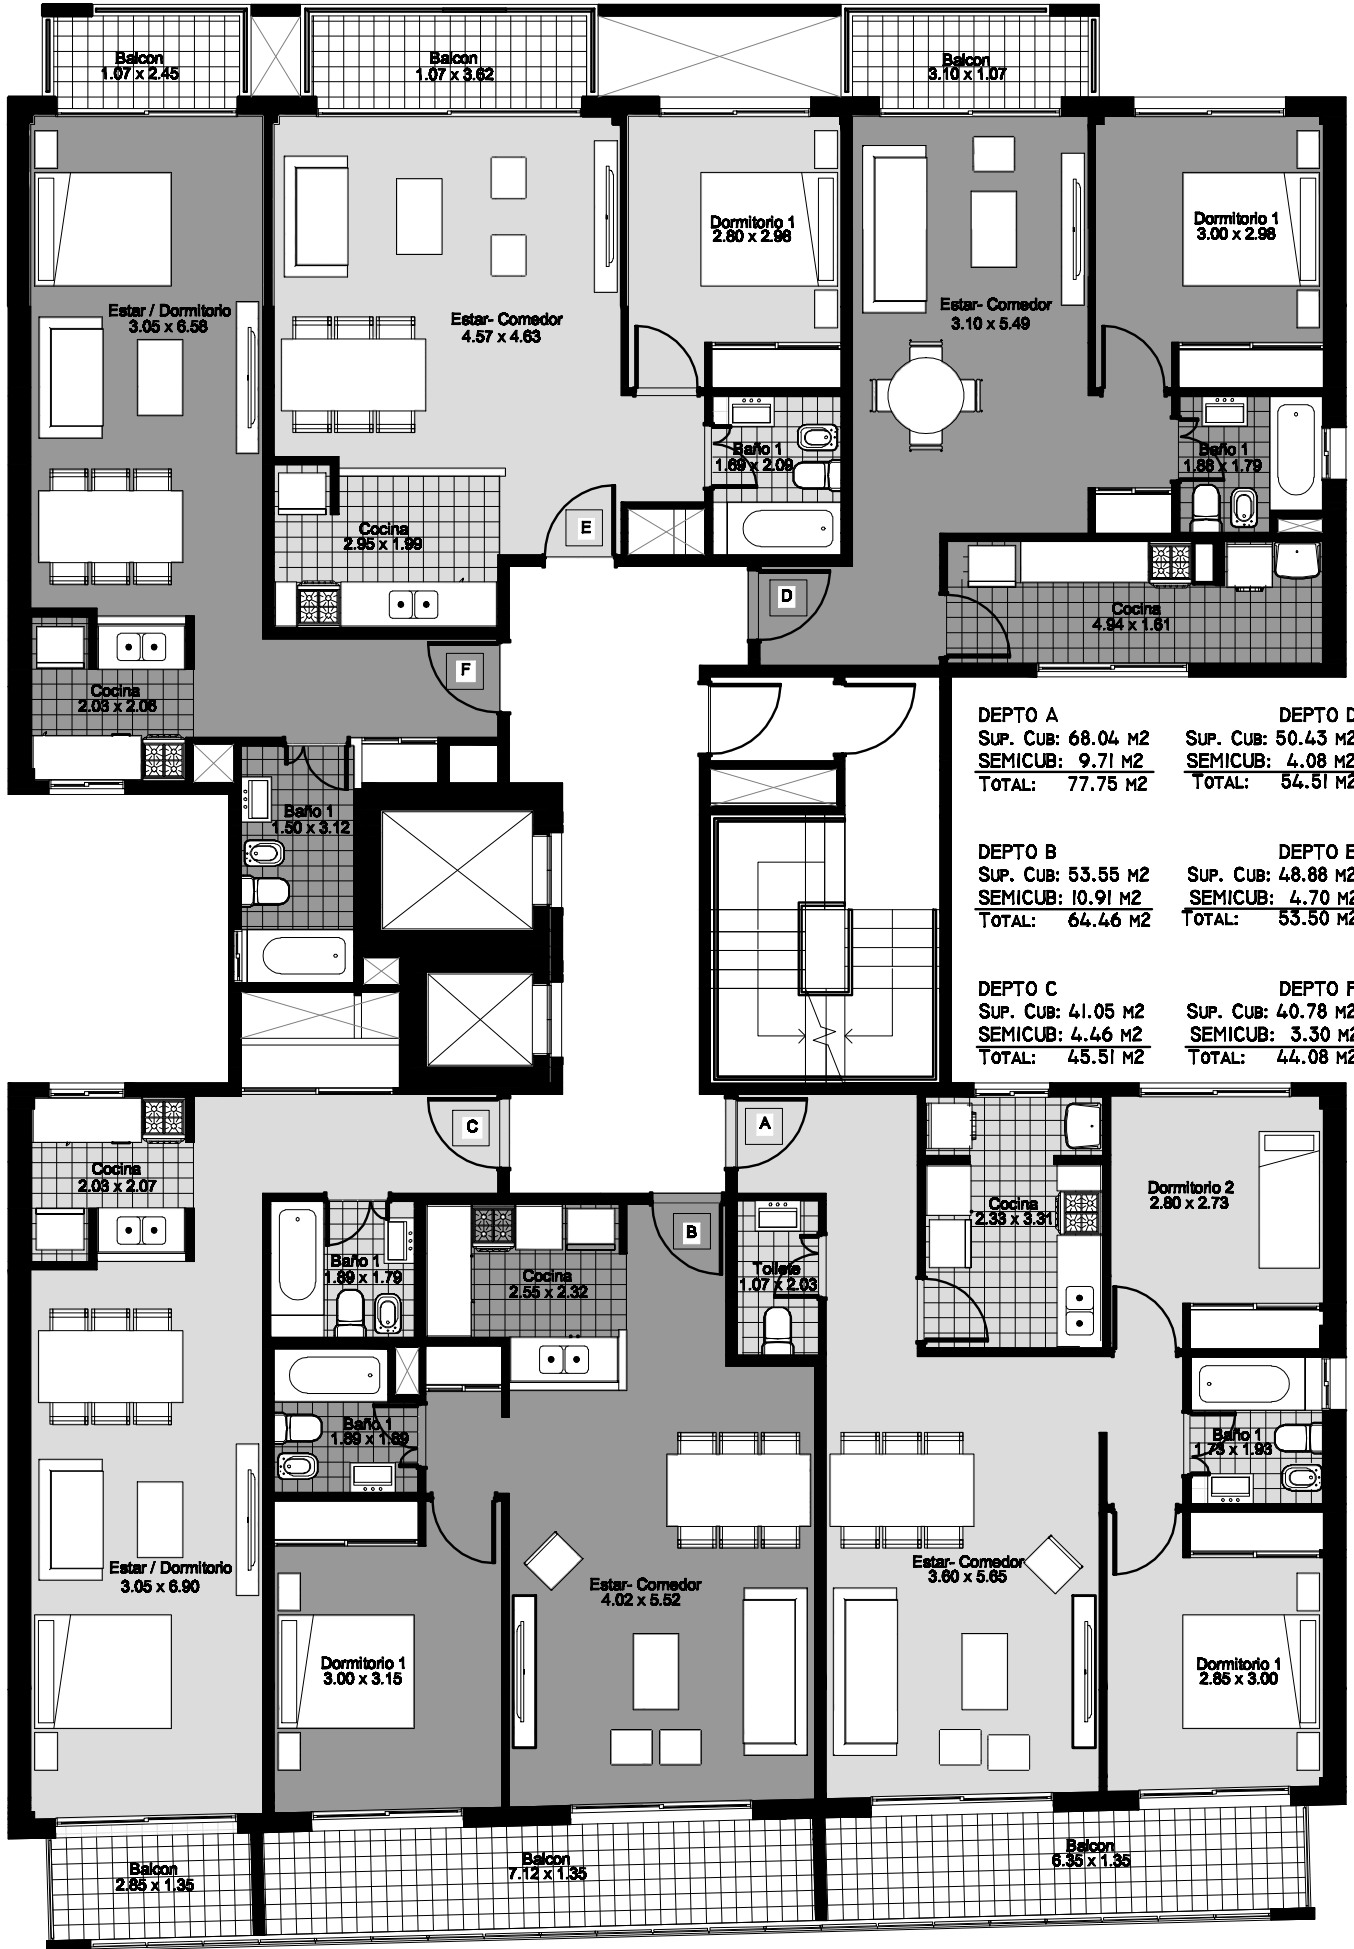 Balcon
1.07 x 2.45
Balcon
1.07 x 3.62
Balcon
3.10 x 1.07
Dormitorio 1
2.80 x 2.98
Dormitorio 1
3.00 x 2.98
Estar / Dormitorio
3.05 x 6.58
Estar- Comedor
4.57 x 4.63
Estar- Comedor
3.10 x 5.49
Baño 1
1.69 x 2.09
Baño 1
1.88 x 1.79
Cocina
2.95 x 1.99
E
D
Cocina
4.94 x 1.61
F
Cocina
2.03 x 2.06
Baño 1
1.50 x 3.12
DEPTO A
SUP. CUB: 68.04 M2
SEMICUB: 9.71 M2
TOTAL: 77.75 M2
DEPTO D
SUP. CUB: 50.43 M2
SEMICUB: 4.08 M2
TOTAL: 54.51 M2
DEPTO B
SUP. CUB: 53.55 M2
SEMICUB: 10.91 M2
TOTAL: 64.46 M2
DEPTO E
SUP. CUB: 48.88 M2
SEMICUB: 4.70 M2
TOTAL: 53.50 M2
DEPTO C
SUP. CUB: 41.05 M2
SEMICUB: 4.46 M2
TOTAL: 45.51 M2
DEPTO F
SUP. CUB: 40.78 M2
SEMICUB: 3.30 M2
TOTAL: 44.08 M2
C
A
Cocina
2.03 x 2.07
Cocina
2.33 x 3.31
Dormitorio 2
2.80 x 2.73
B
Baño 1
1.89 x 1.79
Cocina
2.55 x 2.32
Toilete
1.07 x 2.03
Baño 1
1.89 x 1.89
Baño 1
1.73 x 1.93
Estar / Dormitorio
3.05 x 6.90
Estar- Comedor
4.02 x 5.52
Estar- Comedor
3.60 x 5.65
Dormitorio 1
3.00 x 3.15
Dormitorio 1
2.85 x 3.00
Balcon
2.85 x 1.35
Balcon
7.12 x 1.35
Balcon
6.35 x 1.35